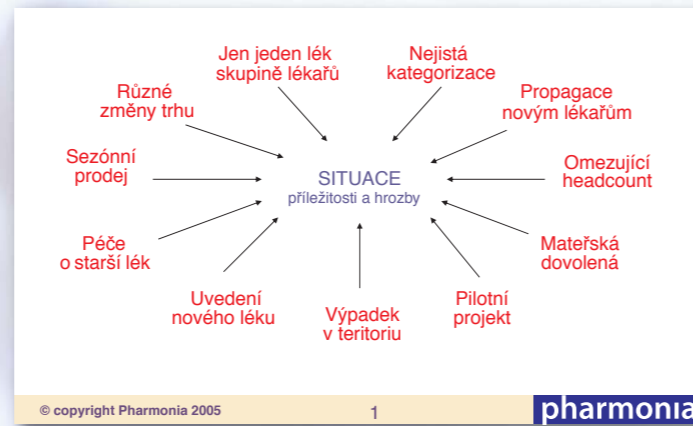 Jen jeden lék
skupině lékařů
Nejistá
kategorizace
Různé
změny trhu
Propagace
novým lékařům
Sezónní
prodej
SITUACE
příležitosti a hrozby
Omezující
headcount
Péče
o starší lék
Mateřská
dovolená
Uvedení
nového léku
Výpadek
v teritoriu
Pilotní
projekt
© copyright Pharmonia 2005
1
pharmonia